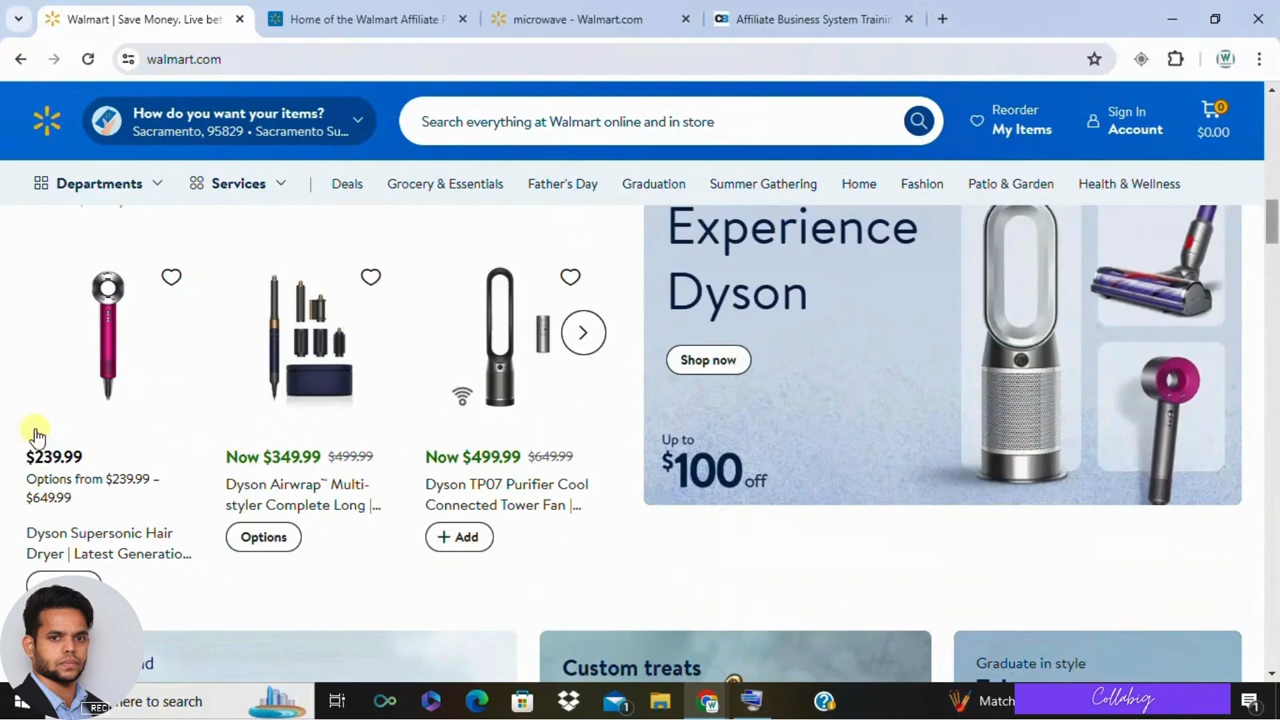 Walmart | Save Money. Live bet
Home of the Walmart Affiliate P
microwave - Walmart.com
Affiliate Business System Trainin
walmart.com
How do you want your items?
Sacramento, 95829 • Sacramento Su...
Search everything at Walmart online and in store
Reorder
My Items
Sign In
Account
0
$0.00
Departments
Services
Deals
Grocery & Essentials
Father's Day
Graduation
Summer Gathering
Home
Fashion
Patio & Garden
Health & Wellness
Experience
Dyson
Shop now
Up to
$100 off
$239.99
Options from $239.99 –
$649.99
Dyson Supersonic Hair
Dryer | Latest Generatio...
Now $349.99 $499.99
Dyson Airwrap™ Multi-
styler Complete Long |...
Options
Now $499.99 $649.99
Dyson TP07 Purifier Cool
Connected Tower Fan |...
+ Add
Custom treats
Graduate in style
here to search
REC
1
Match
Collabig
1